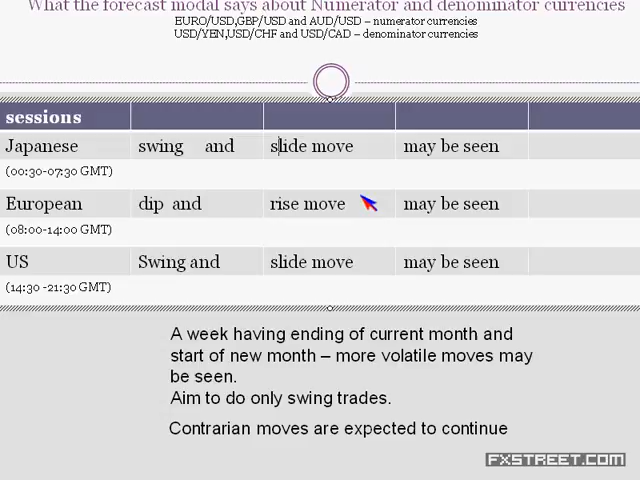 What the forecast modal says about Numerator and denominator currencies
EURO/USD,GBP/USD and AUD/USD – numerator currencies
USD/YEN,USD/CHF and USD/CAD – denominator currencies
sessions
Japanese swing and slide move may be seen
(00:30-07:30 GMT)
European dip and rise move may be seen
(08:00-14:00 GMT)
US Swing and slide move may be seen
(14:30 -21:30 GMT)
A week having ending of current month and
start of new month – more volatile moves may
be seen.
Aim to do only swing trades.
Contrarian moves are expected to continue
FXSTREET.COM